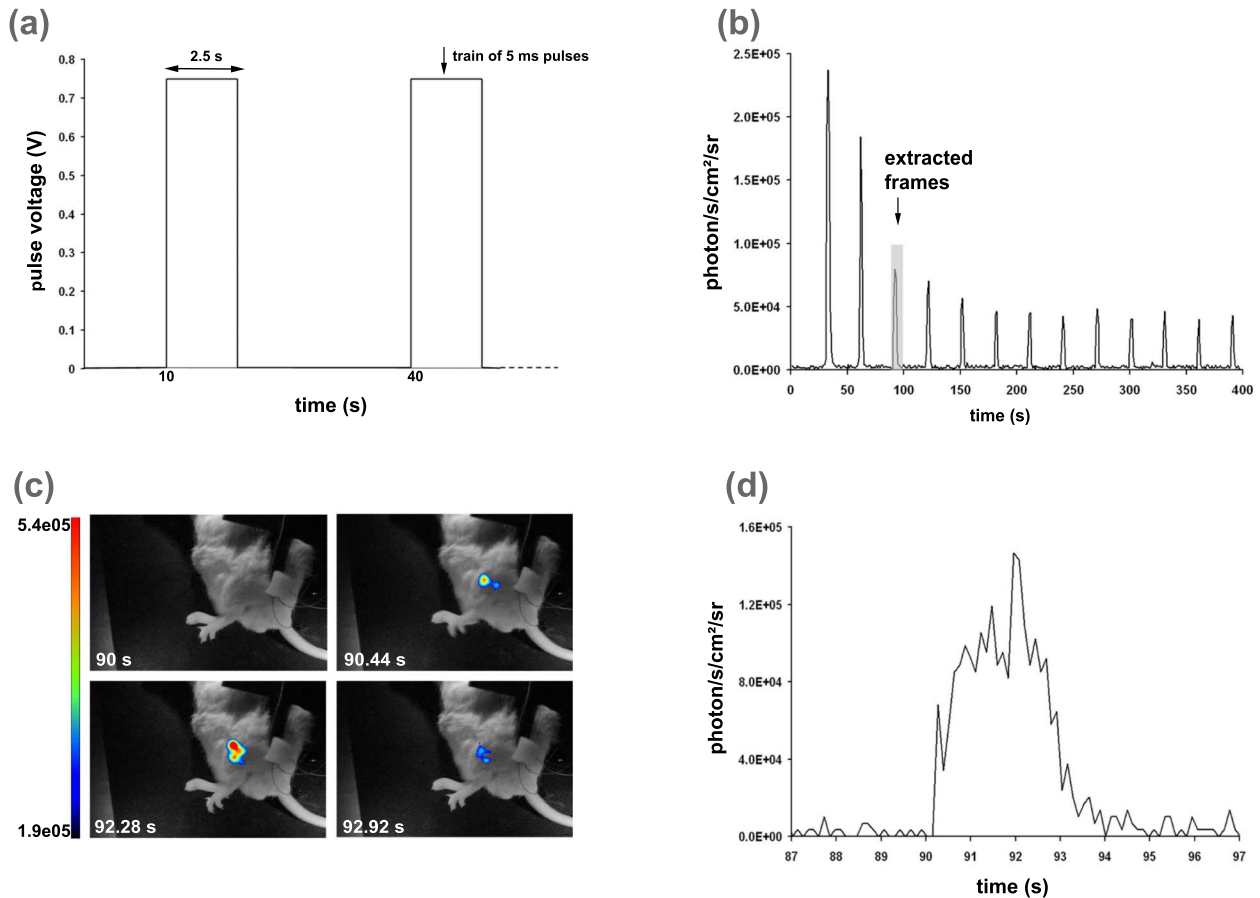 (a)
2.5 s
train of 5 ms pulses
pulse voltage (V)
0.8
0.7
0.6
0.5
0.4
0.3
0.2
0.1
0
10
40
time (s)
(b)
photon/s/cm²/sr
2.5E+05
2.0E+05
1.5E+05
1.0E+05
5.0E+04
0.0E+00
extracted
frames
0 50 100 150 200 250 300 350 400
time (s)
(c)
5.4e05
1.9e05
90 s
90.44 s
92.28 s
92.92 s
(d)
photon/s/cm²/sr
1.6E+05
1.2E+05
8.0E+04
4.0E+04
0.0E+00
87 88 89 90 91 92 93 94 95 96 97
time (s)